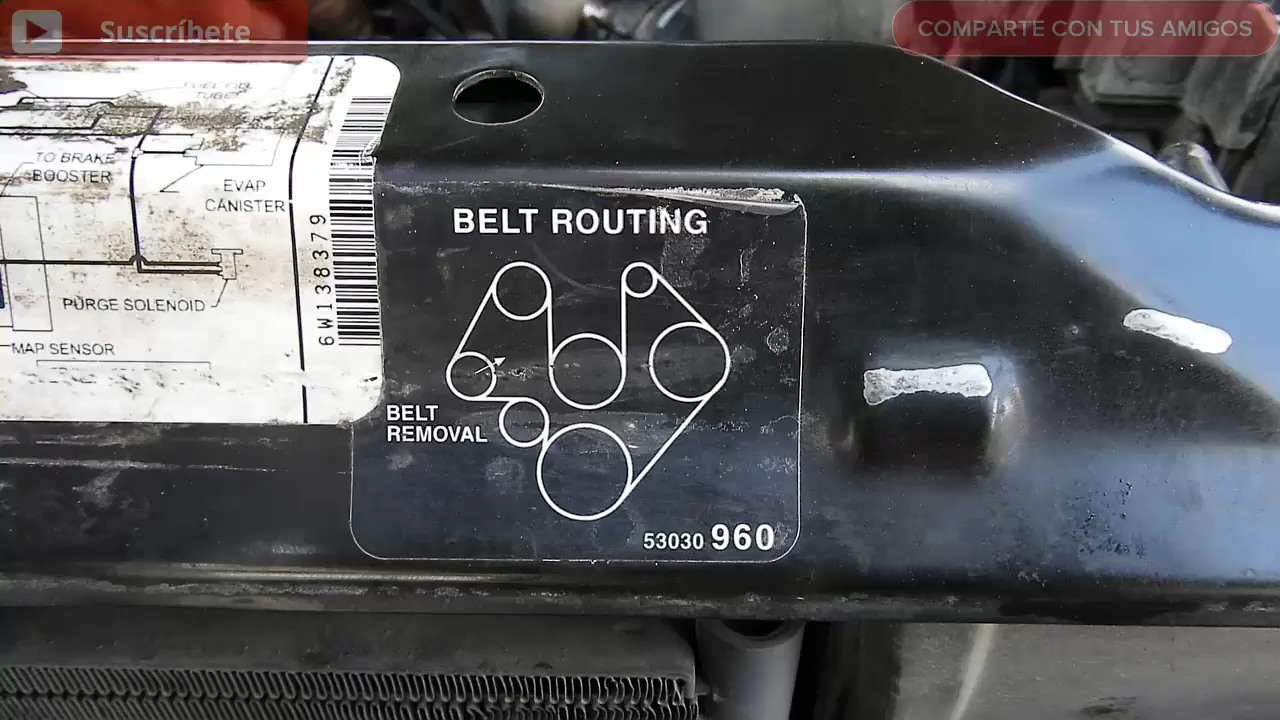 Suscríbete
COMPARTE CON TUS AMIGOS
TUBE
TO BRAKE
BOOSTER
EVAP
CANISTER
PURGE SOLENOID
MAP SENSOR
6W138379
BELT ROUTING
BELT
REMOVAL
53030 960